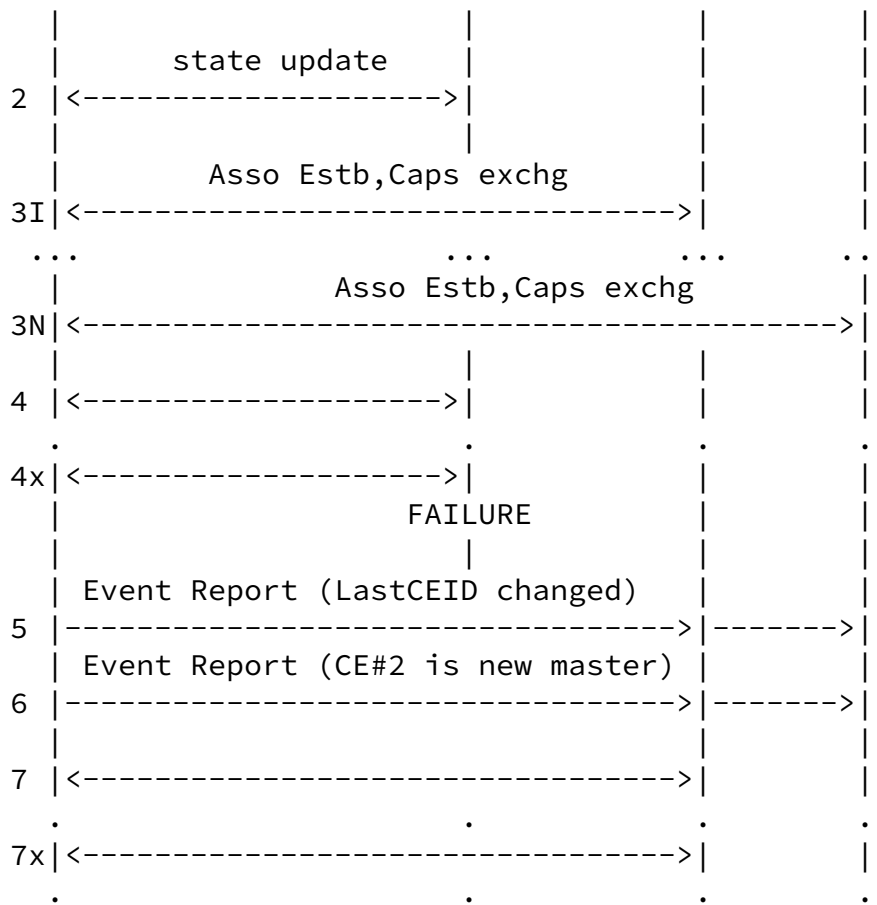 |                      |            |        |
|      state update    |            |        |
2 |<-------------------->|            |        |
|                      |            |        |
|        Asso Estb,Caps exchg       |        |
3I|<--------------------------------->|        |
...                    ...          ...      ..
|               Asso Estb,Caps exchg         |
3N|<------------------------------------------>|
|                      |            |        |
4 |<-------------------->|            |        |
.                      .            .        .
4x|<-------------------->|            |        |
|                   FAILURE         |        |
|                      |            |        |
| Event Report (LastCEID changed)   |        |
5 |---------------------------------->|------->|
| Event Report (CE#2 is new master) |        |
6 |---------------------------------->|------->|
|                                   |        |
7 |<--------------------------------->|        |
.                      .            .        .
7x|<--------------------------------->|        |
.                      .            .        .